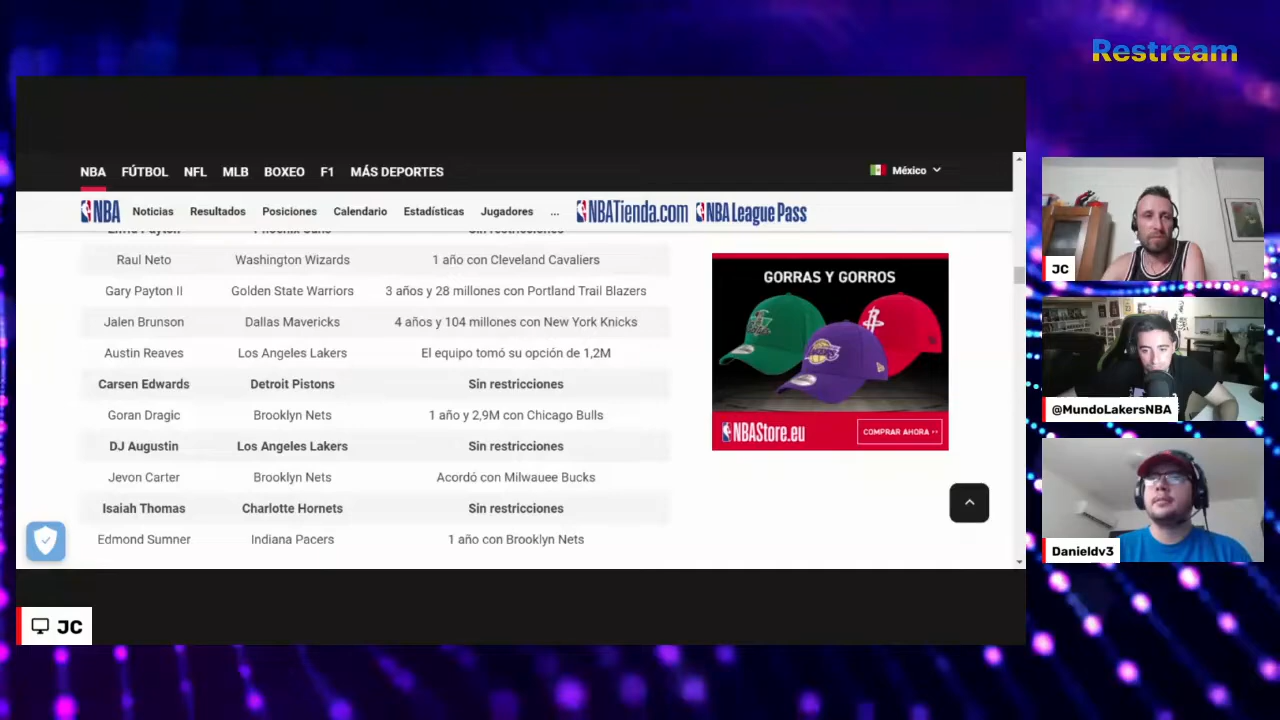 Restream
NBA FÚTBOL NFL MLB BOXEO F1 MÁS DEPORTES México
NBA Noticias Resultados Posiciones Calendario Estadísticas Jugadores ... NBATienda.com NBA League Pass
Raul Neto Washington Wizards 1 año con Cleveland Cavaliers
Gary Payton II Golden State Warriors 3 años y 28 millones con Portland Trail Blazers
Jalen Brunson Dallas Mavericks 4 años y 104 millones con New York Knicks
Austin Reaves Los Angeles Lakers El equipo tomó su opción de 1,2M
Carsen Edwards Detroit Pistons Sin restricciones
Goran Dragic Brooklyn Nets 1 año y 2,9M con Chicago Bulls
DJ Augustin Los Angeles Lakers Sin restricciones
Jevon Carter Brooklyn Nets Acordó con Milwauee Bucks
Isaiah Thomas Charlotte Hornets Sin restricciones
Edmond Sumner Indiana Pacers 1 año con Brooklyn Nets
GORRAS Y GORROS
LAKERS
NBAStore.eu COMPRAR AHORA ››
JC
@MundoLakersNBA
Danieldv3
JC